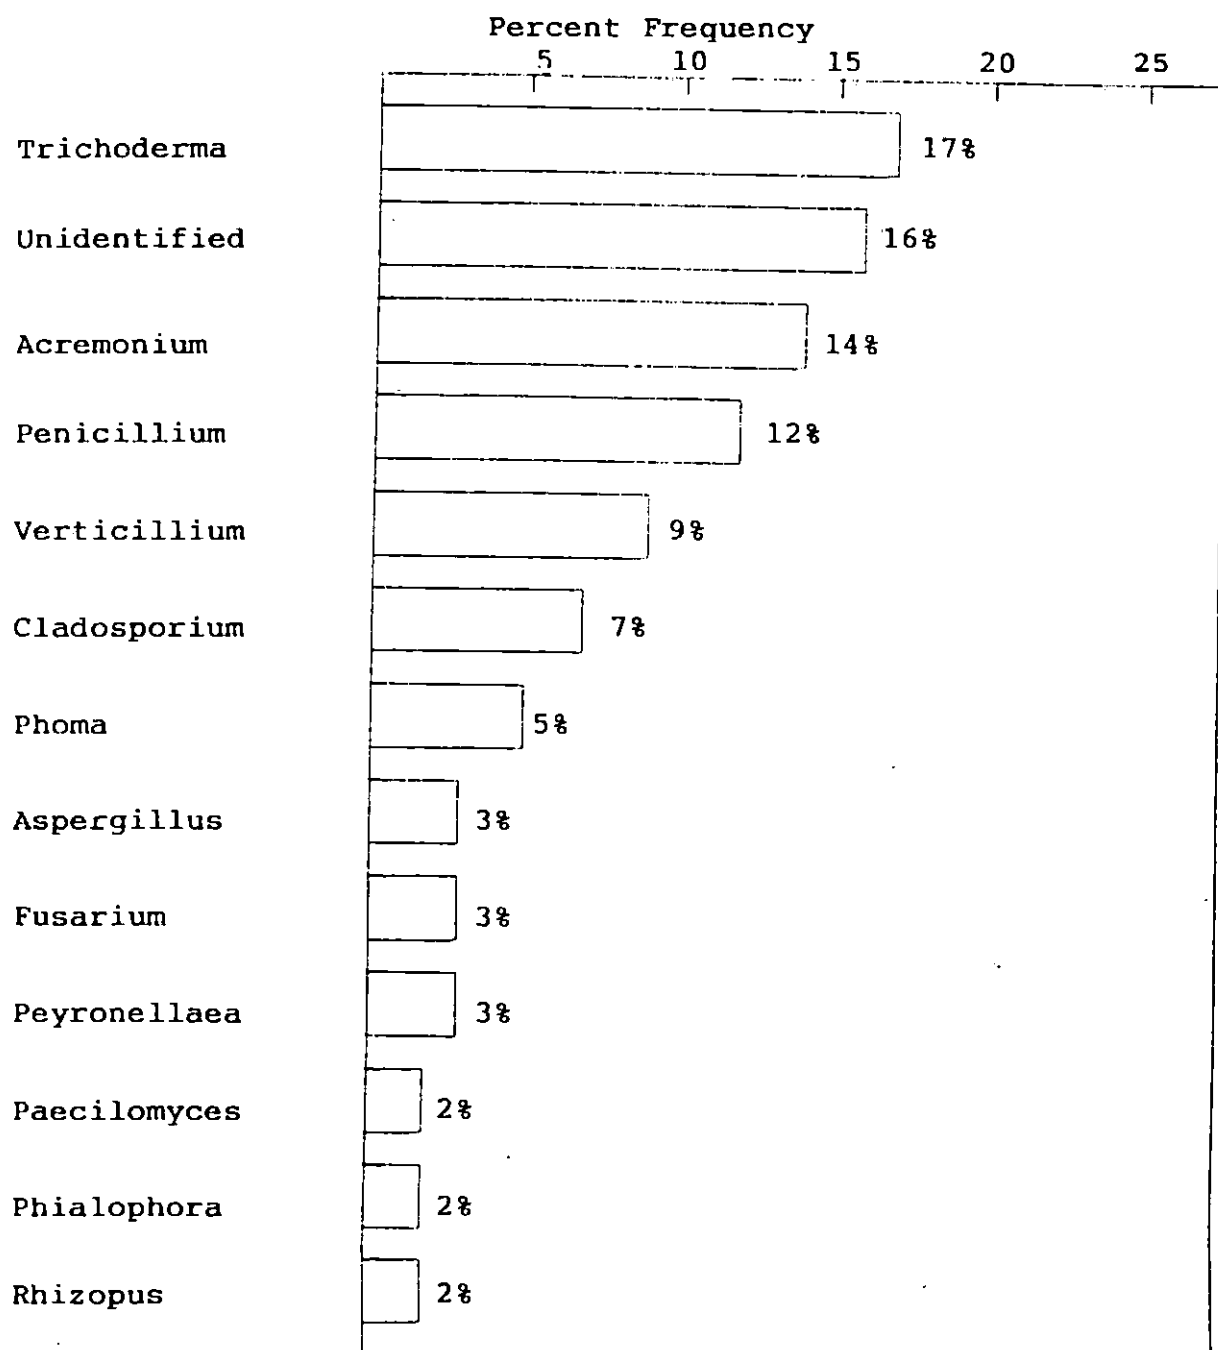 Percent Frequency
5 10 15 20 25
Trichoderma 17%
Unidentified 16%
Acremonium 14%
Penicillium 12%
Verticillium 9%
Cladosporium 7%
Phoma 5%
Aspergillus 3%
Fusarium 3%
Peyronellaea 3%
Paecilomyces 2%
Phialophora 2%
Rhizopus 2%